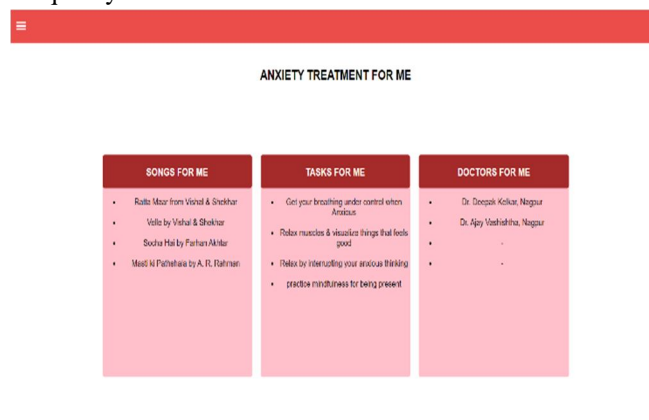 ANXIETY TREATMENT FOR ME
SONGS FOR ME
• Ratta Maar from Vishal & Shekhar
• Velle by Vishal & Shekhar
• Socha Hai by Farhan Akhtar
• Masti ki Pathshala by A. R. Rahman
TASKS FOR ME
• Get your breathing under control when
Anxious
• Relax muscles & visualize things that feels
good
• Relax by interrupting your anxious thinking
• practice mindfulness for being present
DOCTORS FOR ME
• Dr. Deepak Kelkar, Nagpur
• Dr. Ajay Vashishtha, Nagpur
• -
• -